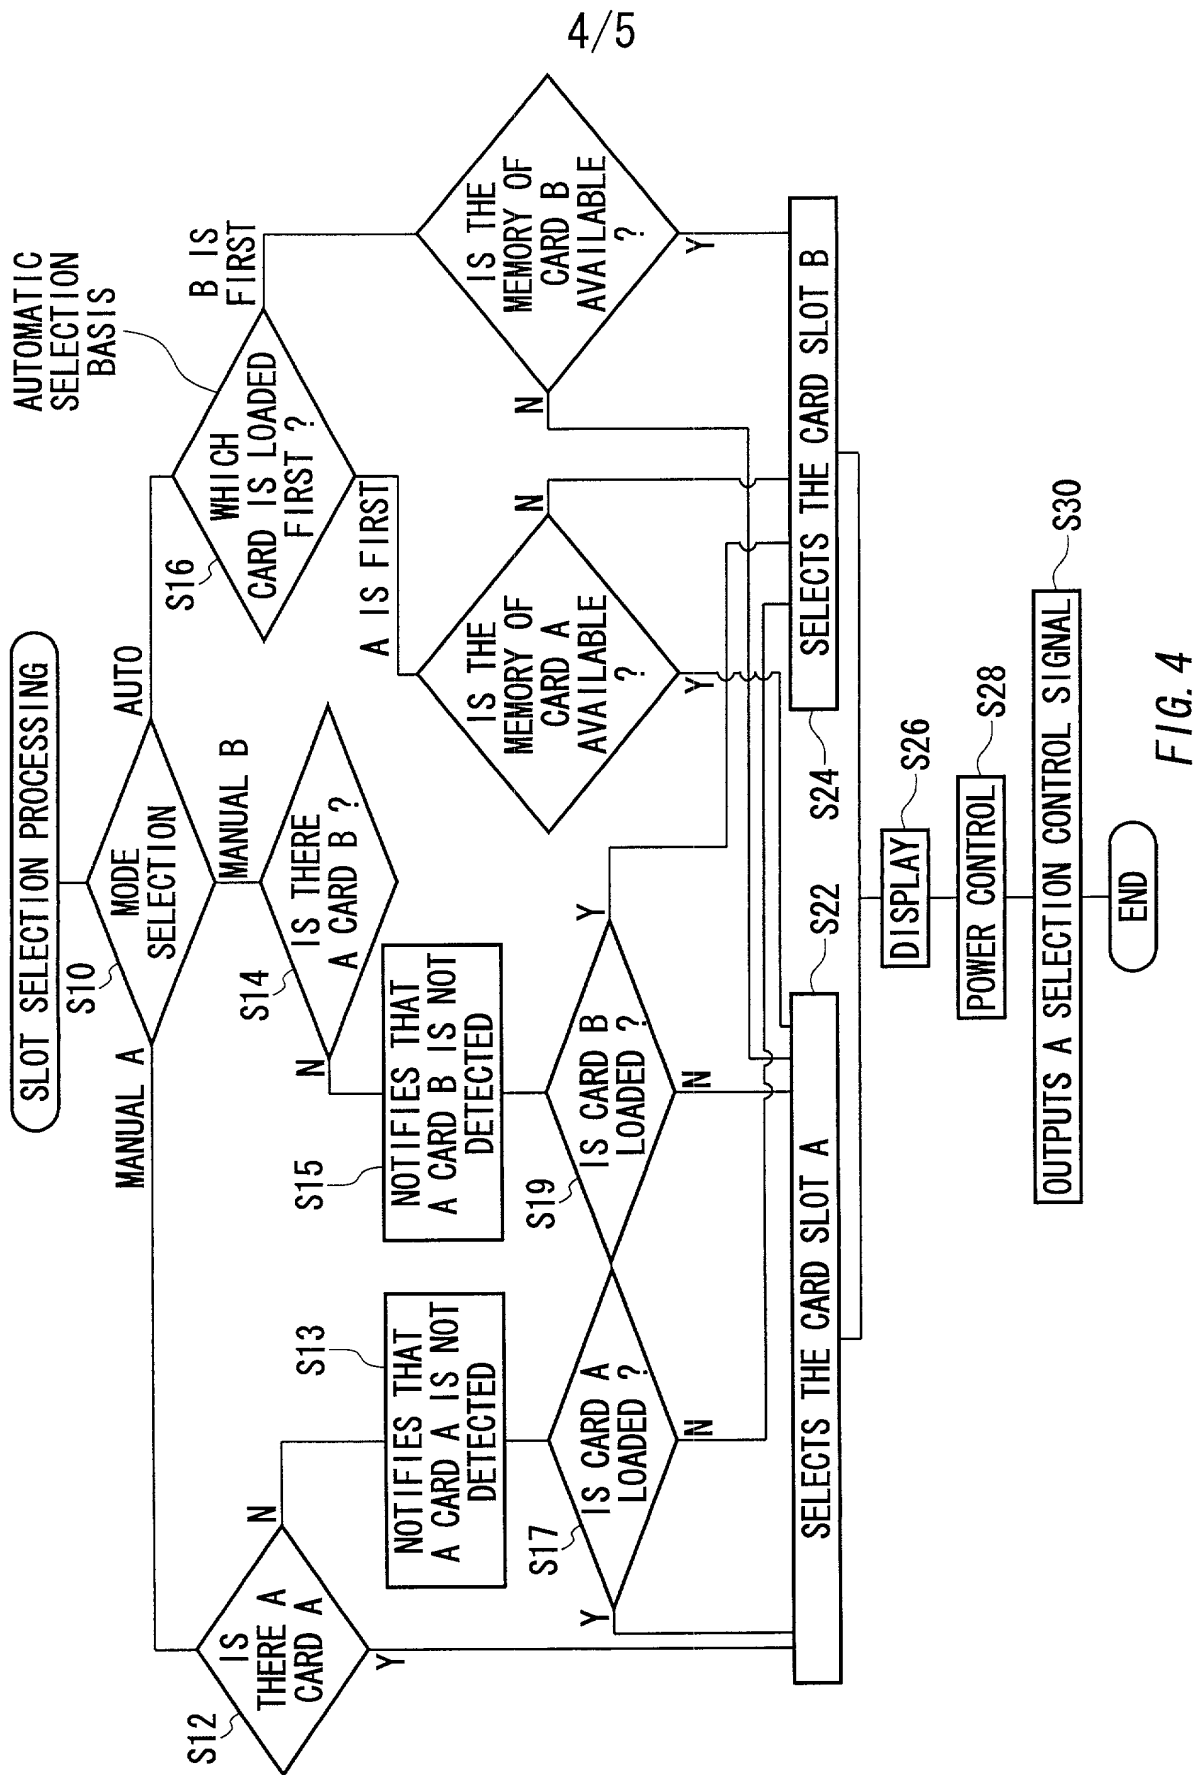 4/5
SLOT SELECTION PROCESSING
S10
MODE
SELECTION
MANUAL A
MANUAL B
AUTO
AUTOMATIC
SELECTION
BASIS
S12
IS
THERE A
CARD A
N
Y
S14
IS THERE
A CARD B ?
N
S16
WHICH
CARD IS LOADED
FIRST ?
A IS FIRST
B IS
FIRST
S13
NOTIFIES THAT
A CARD A IS NOT
DETECTED
S15
NOTIFIES THAT
A CARD B IS NOT
DETECTED
S17
IS CARD A
LOADED ?
Y
N
S19
IS CARD B
LOADED ?
Y
N
IS THE
MEMORY OF
CARD A
AVAILABLE
?
N
Y
IS THE
MEMORY OF
CARD B
AVAILABLE
?
N
Y
SELECTS THE CARD SLOT A
S22
S24
SELECTS THE CARD SLOT B
DISPLAY
S26
POWER CONTROL
S28
OUTPUTS A SELECTION CONTROL SIGNAL
S30
END
FIG. 4